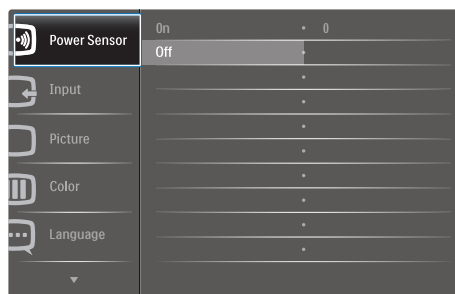 Power Sensor
On • 0
Off •
Input
Picture
Color
Language